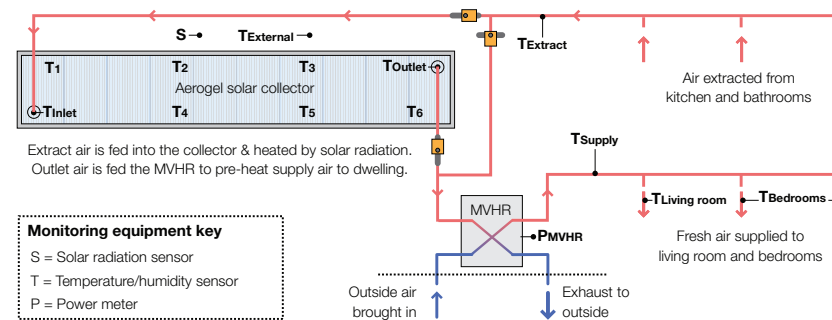 S
TExternal
TExtract
T1
T2
T3
TOutlet
Aerogel solar collector
TInlet
T4
T5
T6
Air extracted from
kitchen and bathrooms
Extract air is fed into the collector & heated by solar radiation.
Outlet air is fed the MVHR to pre-heat supply air to dwelling.
TSupply
MVHR
TLiving room
TBedrooms
PMVHR
Fresh air supplied to
living room and bedrooms
Monitoring equipment key
S = Solar radiation sensor
T = Temperature/humidity sensor
P = Power meter
Outside air
brought in
Exhaust to
outside